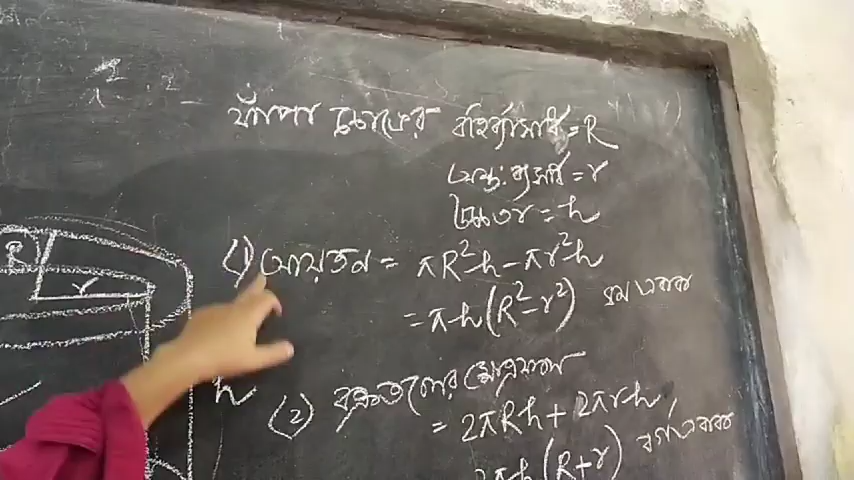 ফাঁপা চোঙের বহির্ব্যাসার্ধ = R
অন্তঃব্যাসার্ধ = r
উচ্চতা = h
(1) আয়তন = πR²h - πr²h
= πh(R² - r²) ঘন একক
R
r
h
(2) বক্রতলের ক্ষেত্রফল
= 2πRh + 2πrh
2πh(R+r) বর্গ একক